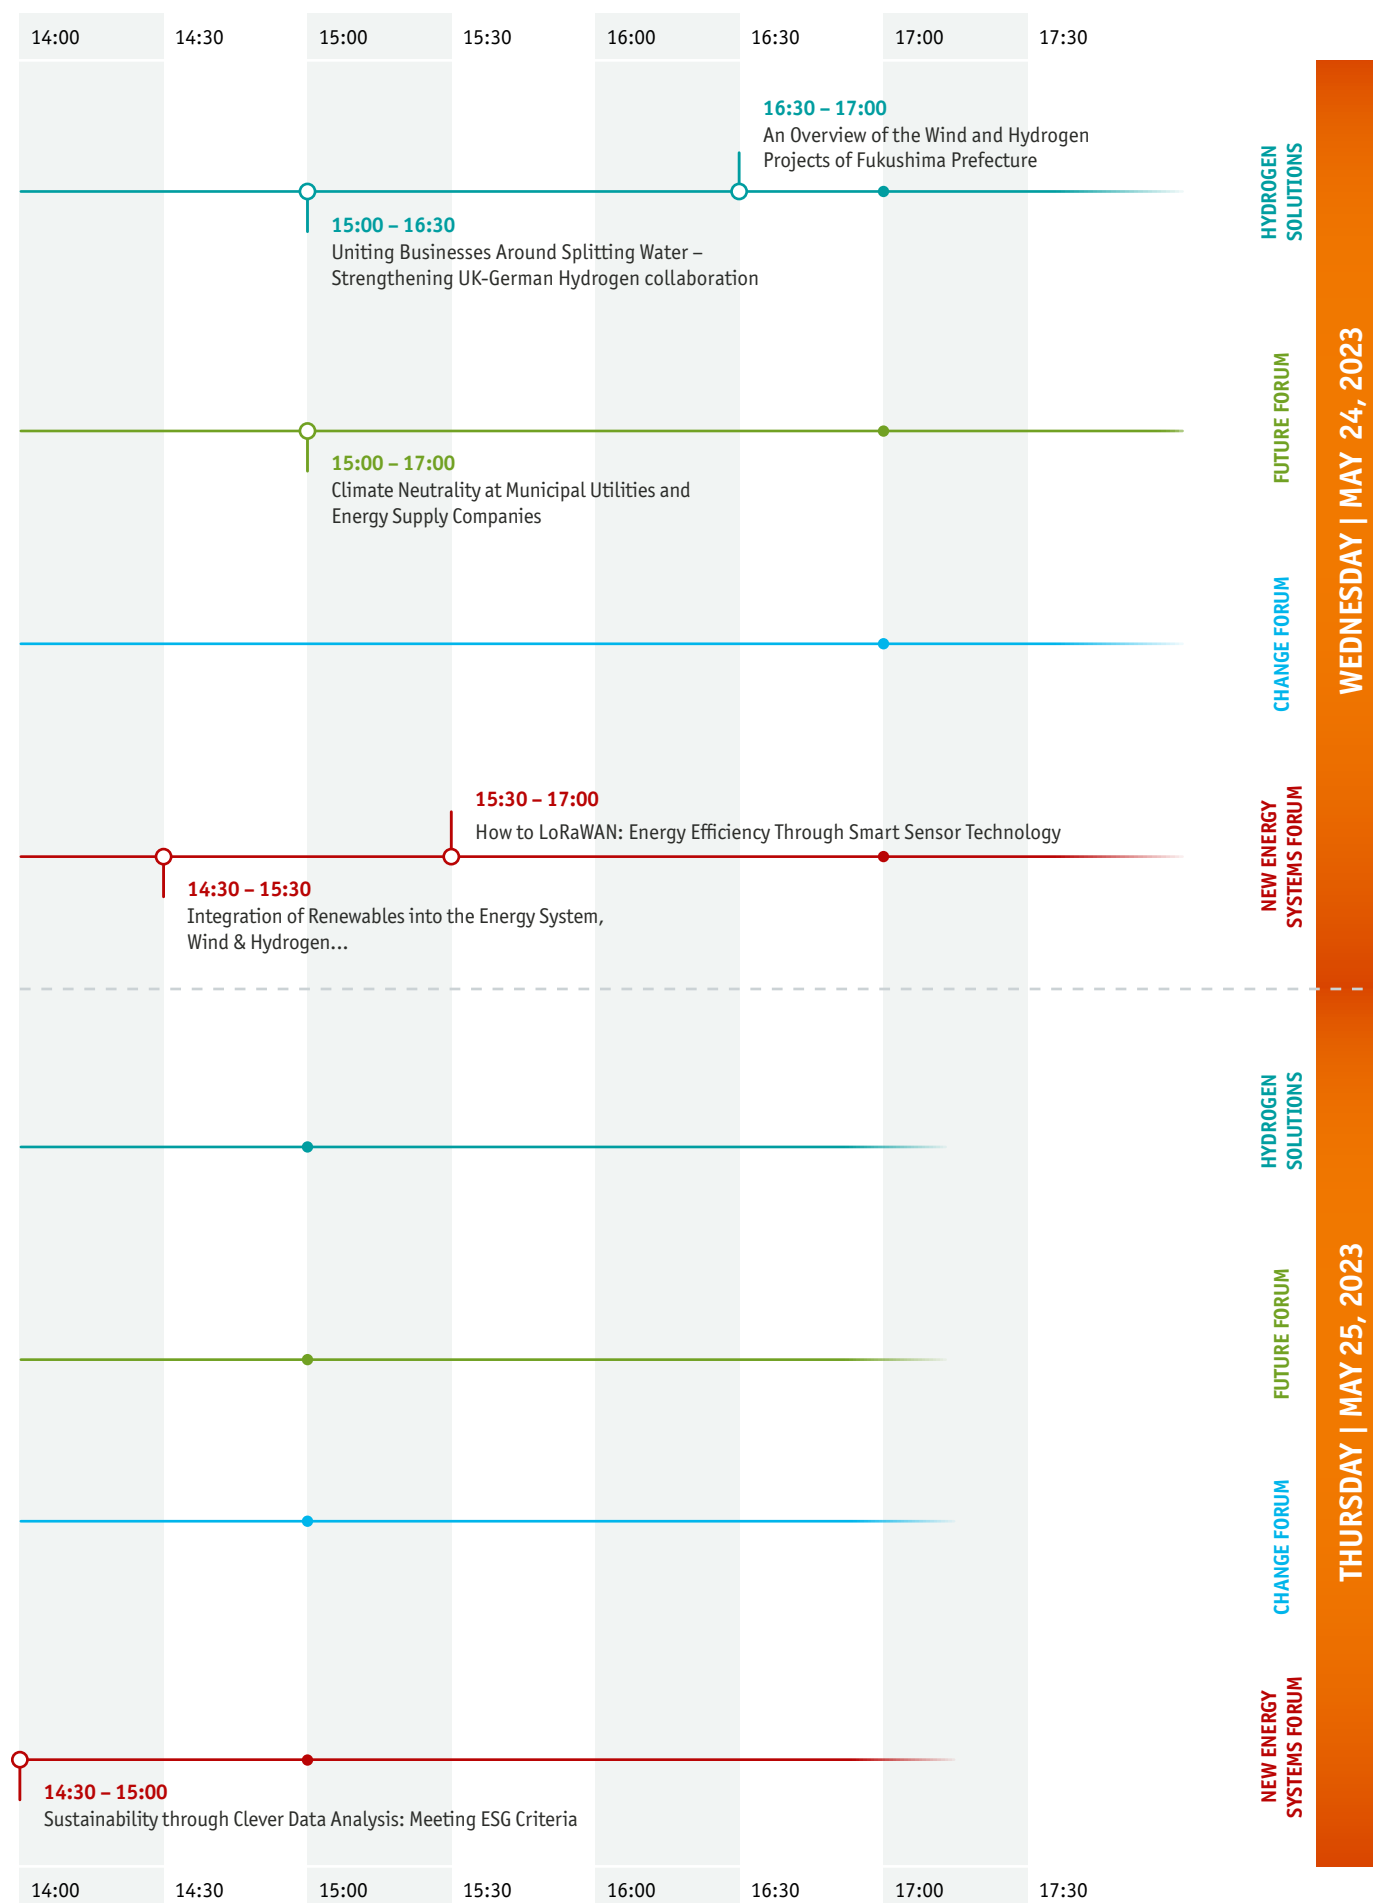 14:00 14:30 15:00 15:30 16:00 16:30 17:00 17:30
16:30 – 17:00
An Overview of the Wind and Hydrogen
Projects of Fukushima Prefecture
HYDROGEN
SOLUTIONS
15:00 – 16:30
Uniting Businesses Around Splitting Water –
Strengthening UK-German Hydrogen collaboration
WEDNESDAY | MAY 24, 2023
FUTURE FORUM
15:00 – 17:00
Climate Neutrality at Municipal Utilities and
Energy Supply Companies
CHANGE FORUM
15:30 – 17:00
How to LoRaWAN: Energy Efficiency Through Smart Sensor Technology
NEW ENERGY
SYSTEMS FORUM
14:30 – 15:30
Integration of Renewables into the Energy System,
Wind & Hydrogen...
HYDROGEN
SOLUTIONS
THURSDAY | MAY 25, 2023
FUTURE FORUM
CHANGE FORUM
NEW ENERGY
SYSTEMS FORUM
14:30 – 15:00
Sustainability through Clever Data Analysis: Meeting ESG Criteria
14:00 14:30 15:00 15:30 16:00 16:30 17:00 17:30